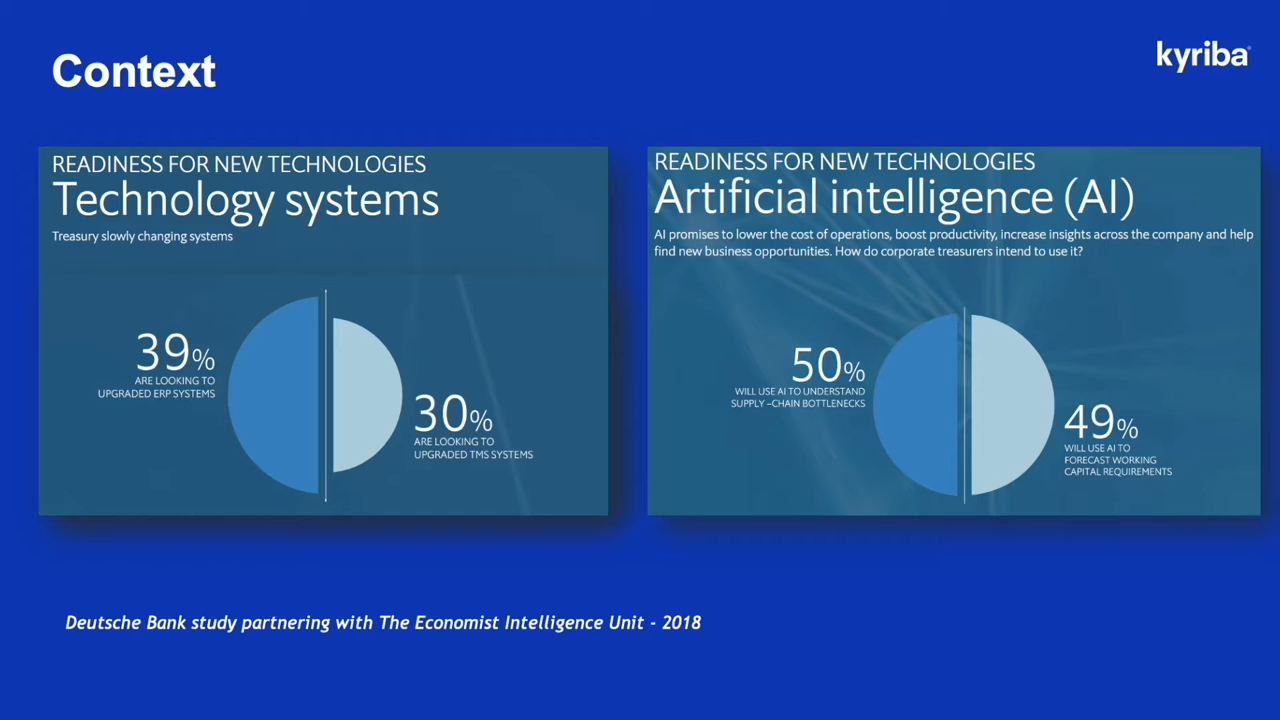 Context
kyriba
READINESS FOR NEW TECHNOLOGIES
Technology systems
Treasury slowly changing systems
39%
ARE LOOKING TO
UPGRADED ERP SYSTEMS
30%
ARE LOOKING TO
UPGRADED TMS SYSTEMS
READINESS FOR NEW TECHNOLOGIES
Artificial intelligence (AI)
AI promises to lower the cost of operations, boost productivity, increase insights across the company and help
find new business opportunities. How do corporate treasurers intend to use it?
50%
WILL USE AI TO UNDERSTAND
SUPPLY –CHAIN BOTTLENECKS
49%
WILL USE AI TO
FORECAST WORKING
CAPITAL REQUIREMENTS
Deutsche Bank study partnering with The Economist Intelligence Unit - 2018